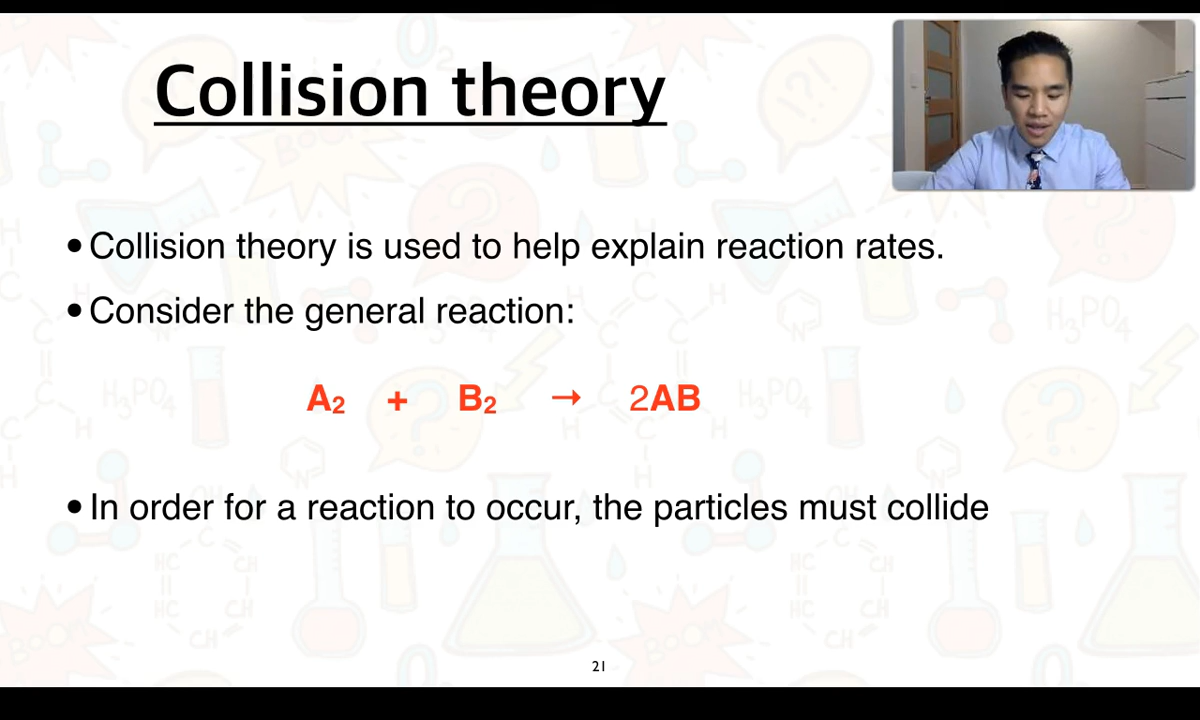 Collision theory
• Collision theory is used to help explain reaction rates.
• Consider the general reaction:
A₂ + B₂ → 2AB
• In order for a reaction to occur, the particles must collide
21